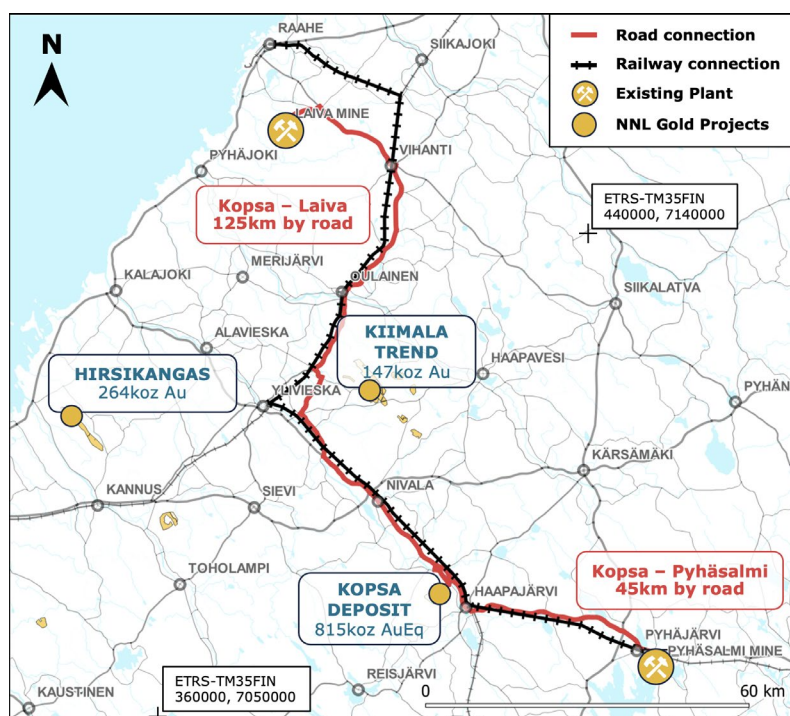 RAAHE
N
SIIKAJOKI
Road connection
Railway connection
Existing Plant
NNL Gold Projects
LAIVA MINE
VIHANTI
PYHÄJOKI
Kopsa – Laiva
125km by road
ETRS-TM35FIN
440000, 7140000
MERIJÄRVI
OULAINEN
KALAJOKI
SIIKALATVA
ALAVIESKA
KIIMALA
TREND
147koz Au
HAAPAVESI
HIRSIKANGAS
264koz Au
YLIVIESKA
PYHÄN
KÄRSÄMÄKI
KANNUS
SIEVI
NIVALA
TOHOLAMPI
KOPSA
DEPOSIT
815koz AuEq
HAAPAJÄRVI
Kopsa – Pyhäsalmi
45km by road
PYHÄJÄRVI
PYHÄSALMI MINE
ETRS-TM35FIN
360000, 7050000
REISJÄRVI
KAUSTINEN
0
60 km